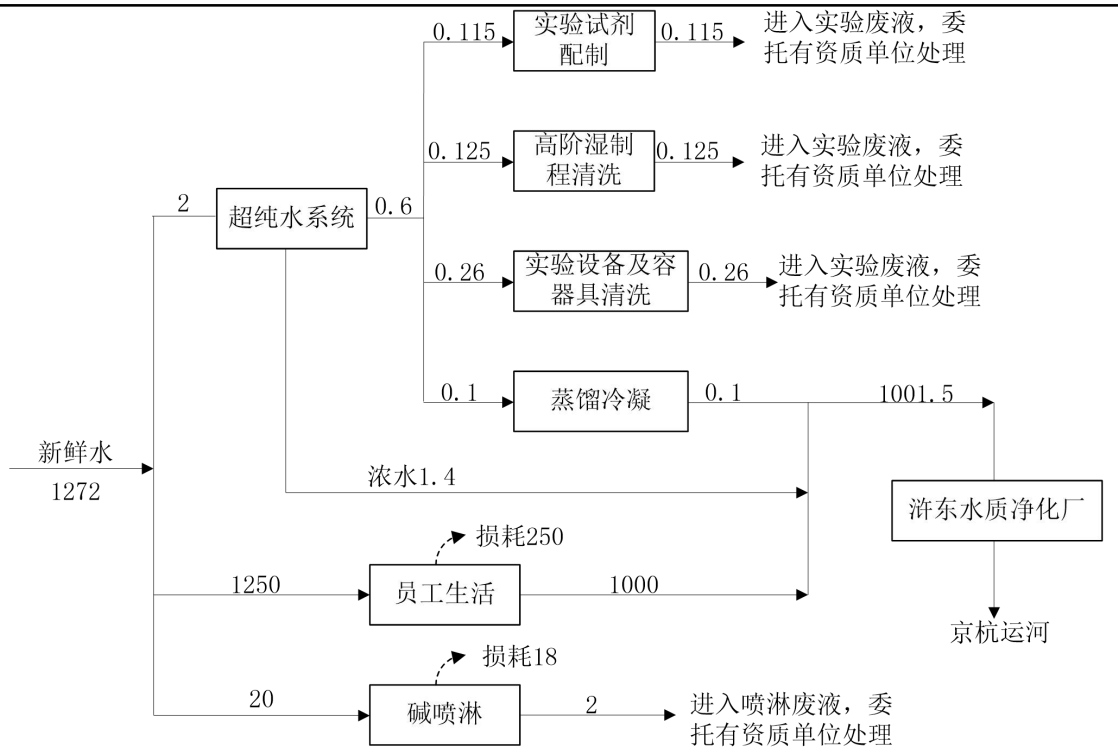 0.115
实验试剂
配制
0.115
进入实验废液，委
托有资质单位处理
0.125
高阶湿制
程清洗
0.125
进入实验废液，委
托有资质单位处理
2
超纯水系统
0.6
0.26
实验设备及容
器具清洗
0.26
进入实验废液，委
托有资质单位处理
0.1
蒸馏冷凝
0.1
1001.5
新鲜水
1272
浓水1.4
浒东水质净化厂
损耗250
1250
员工生活
1000
京杭运河
损耗18
20
碱喷淋
2
进入喷淋废液，委
托有资质单位处理